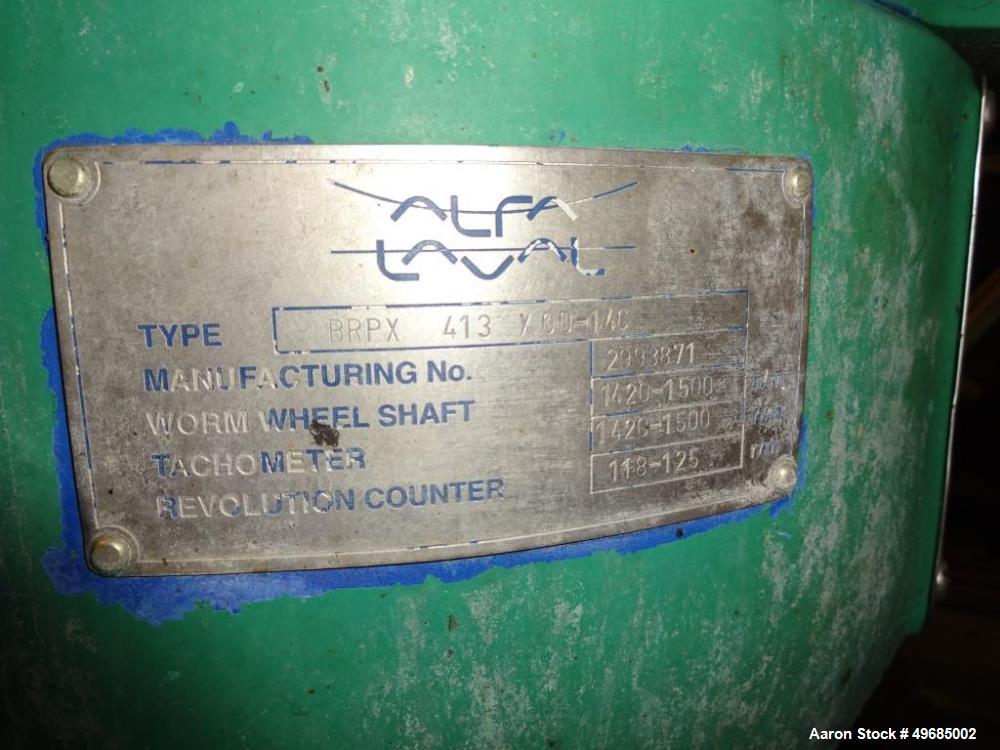 ALFA
LAVAL
TYPE BRPX 413
MANUFACTURING No. 2993871
WORM WHEEL SHAFT 1420-1500
TACHOMETER 1420-1500
REVOLUTION COUNTER 118-125
Aaron Stock # 49685002